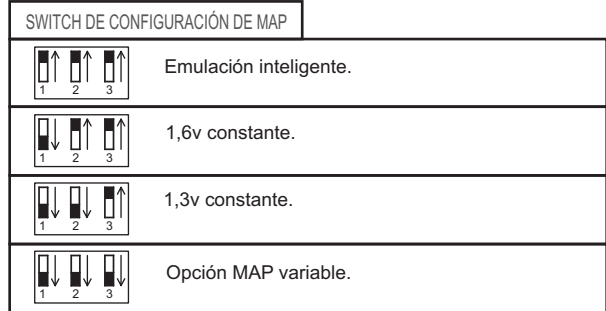 SWITCH DE CONFIGURACIÓN DE MAP
1 2 3
Emulación inteligente.
1 2 3
1,6v constante.
1 2 3
1,3v constante.
1 2 3
Opción MAP variable.